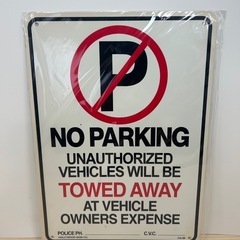 P
NO PARKING
UNAUTHORIZED
VEHICLES WILL BE
TOWED AWAY
AT VEHICLE
OWNERS EXPENSE
POLICE PH. C.V.C.